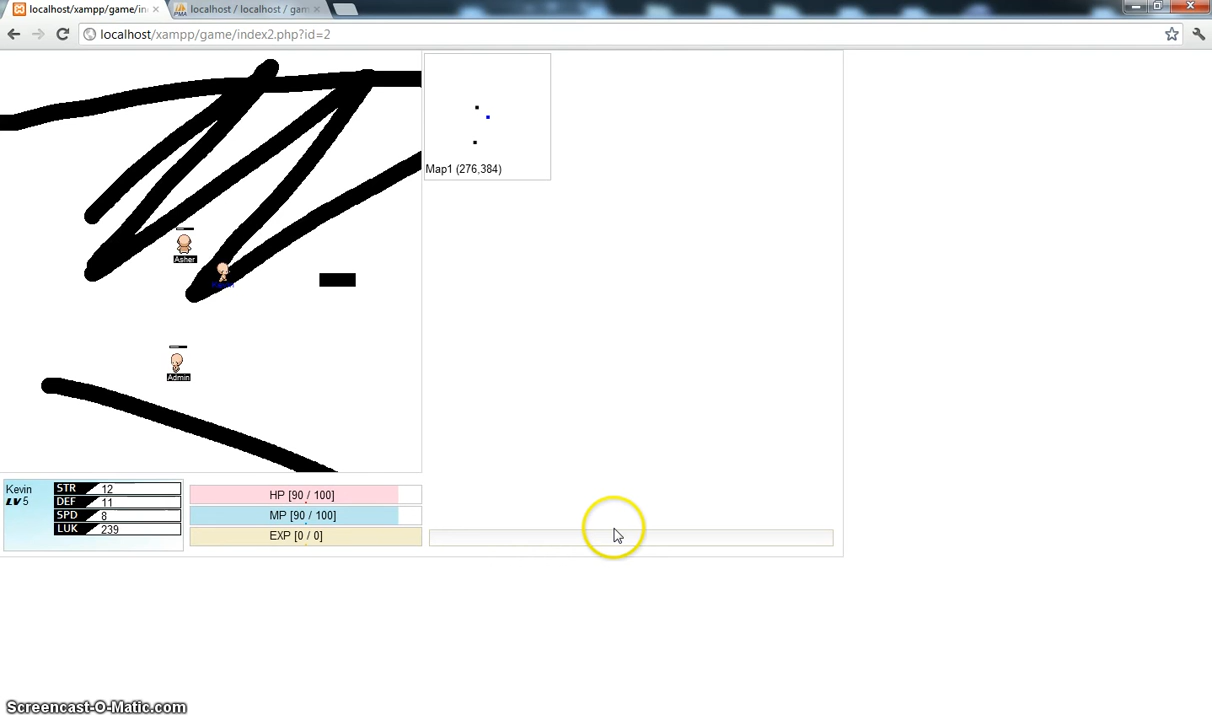 localhost/xampp/game/in
localhost / localhost / gam
localhost/xampp/game/index2.php?id=2
Map1 (276,384)
Asher
Admin
Kevin
LV 5
STR 12
DEF 11
SPD 8
LUK 239
HP [90 / 100]
MP [90 / 100]
EXP [0 / 0]
Screencast-O-Matic.com